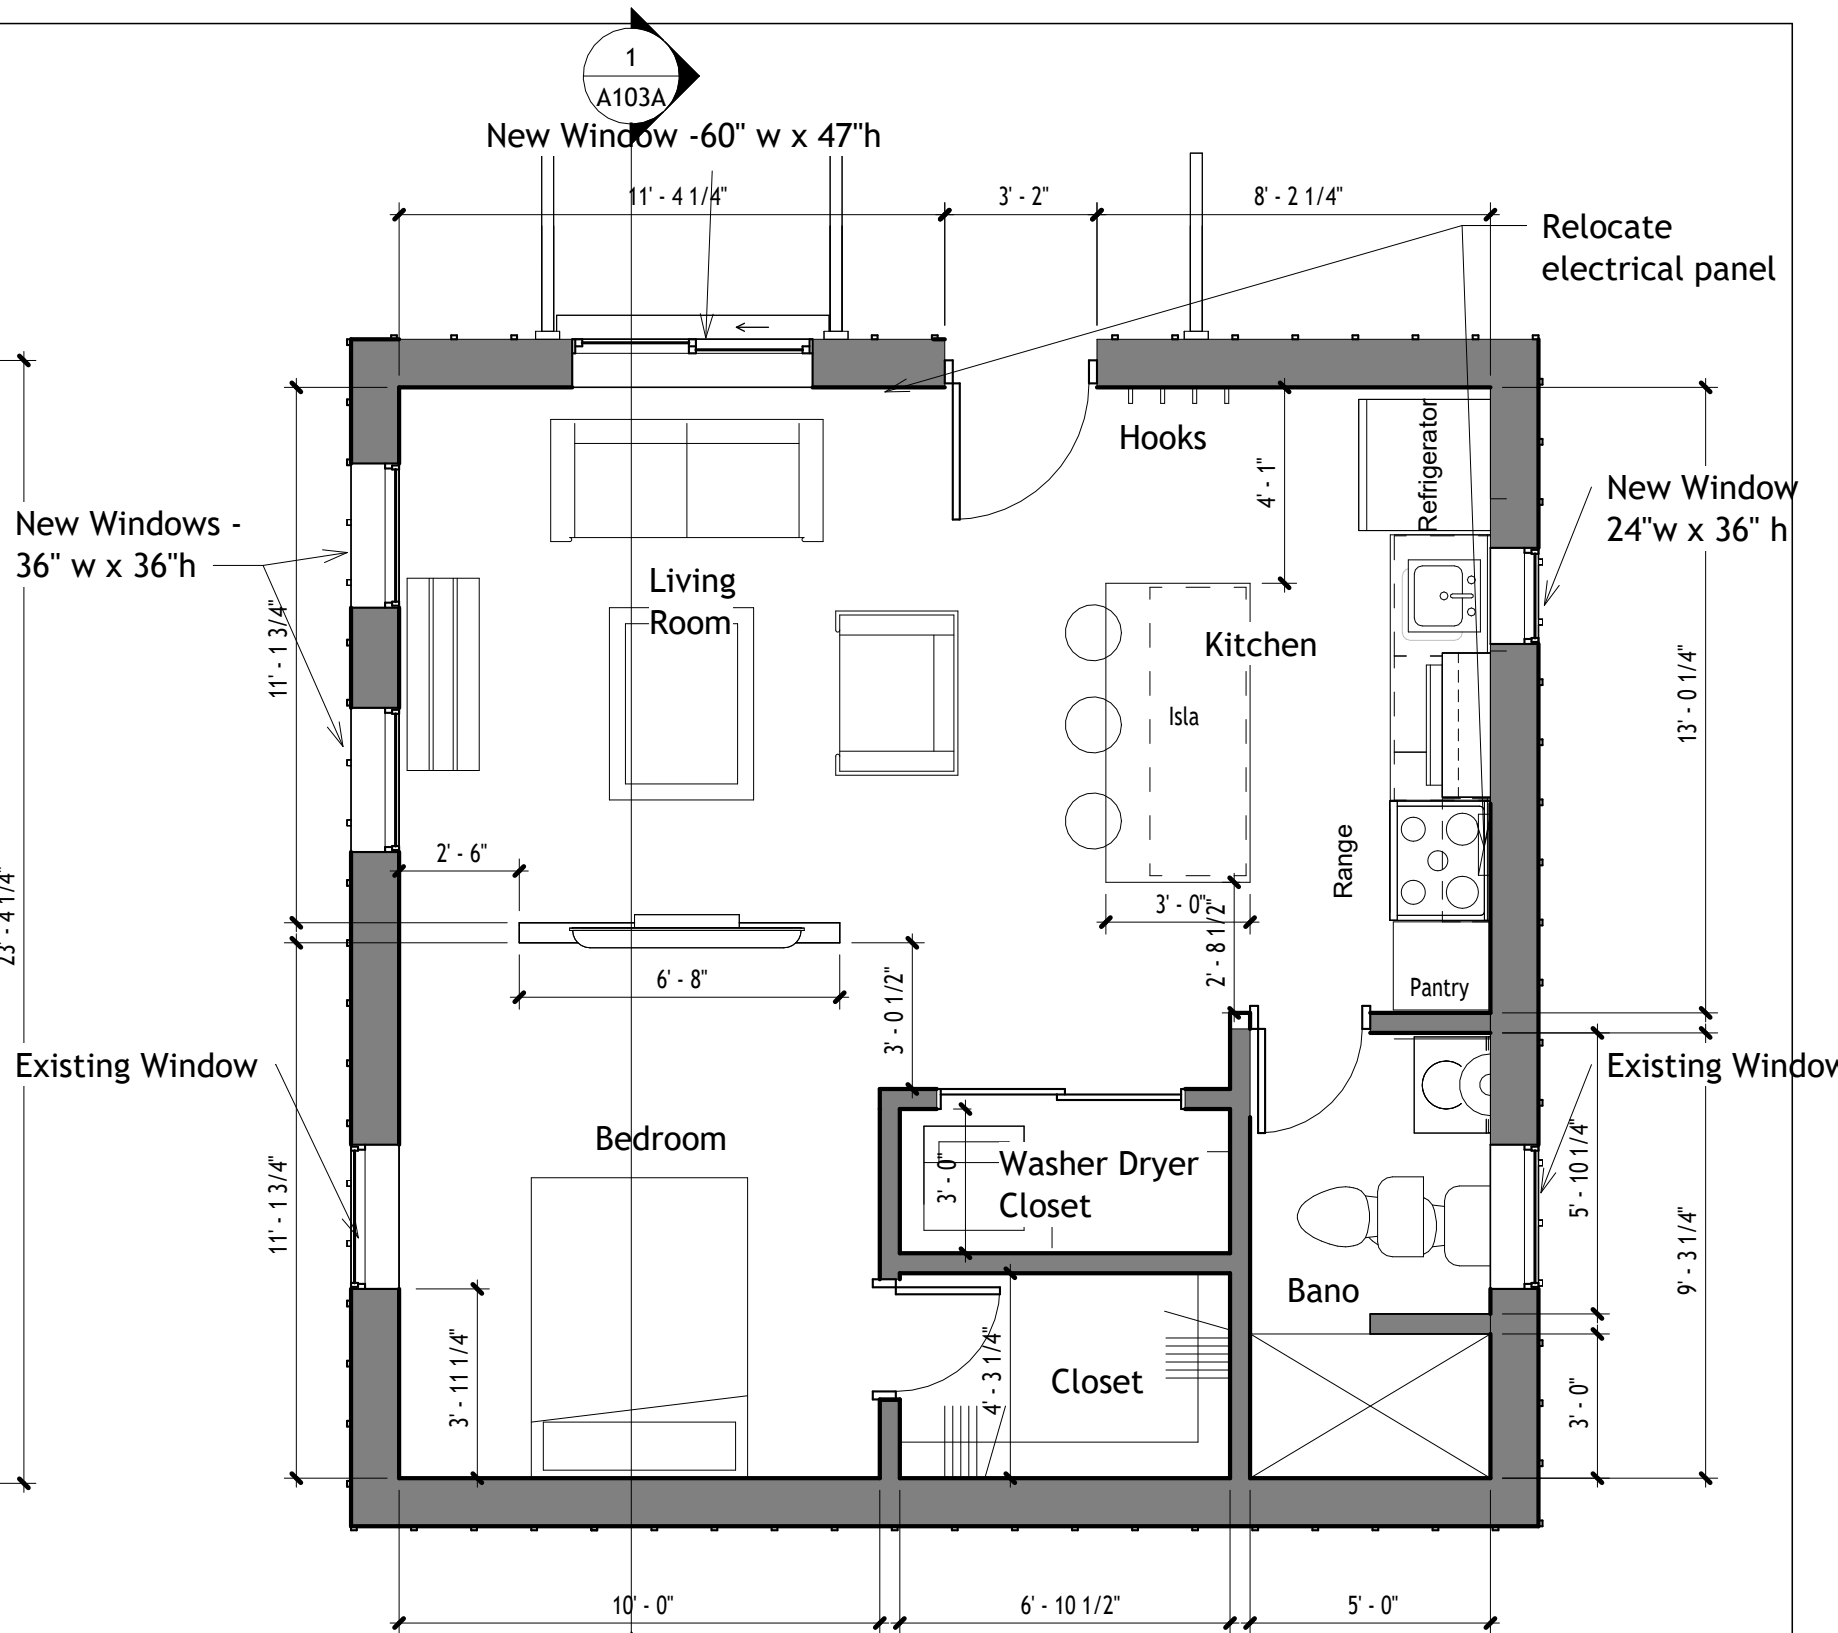 1
A103A
New Window -60" w x 47"h
11' - 4 1/4"
3' - 2"
8' - 2 1/4"
Relocate
electrical panel
Hooks
Refrigerator
4' - 1"
New Windows -
36" w x 36"h
New Window
24"w x 36" h
Living
Room
Kitchen
11' - 1 3/4"
13' - 0 1/4"
Isla
2' - 6"
Range
23' - 4 1/4"
3' - 0"
2' - 8 1/2"
6' - 8"
3' - 0 1/2"
Pantry
Existing Window
Existing Window
Bedroom
Washer Dryer
Closet
3' - 0"
5' - 10 1/4"
11' - 1 3/4"
9' - 3 1/4"
Bano
3' - 11 1/4"
4' - 3 1/4"
Closet
3' - 0"
10' - 0"
6' - 10 1/2"
5' - 0"